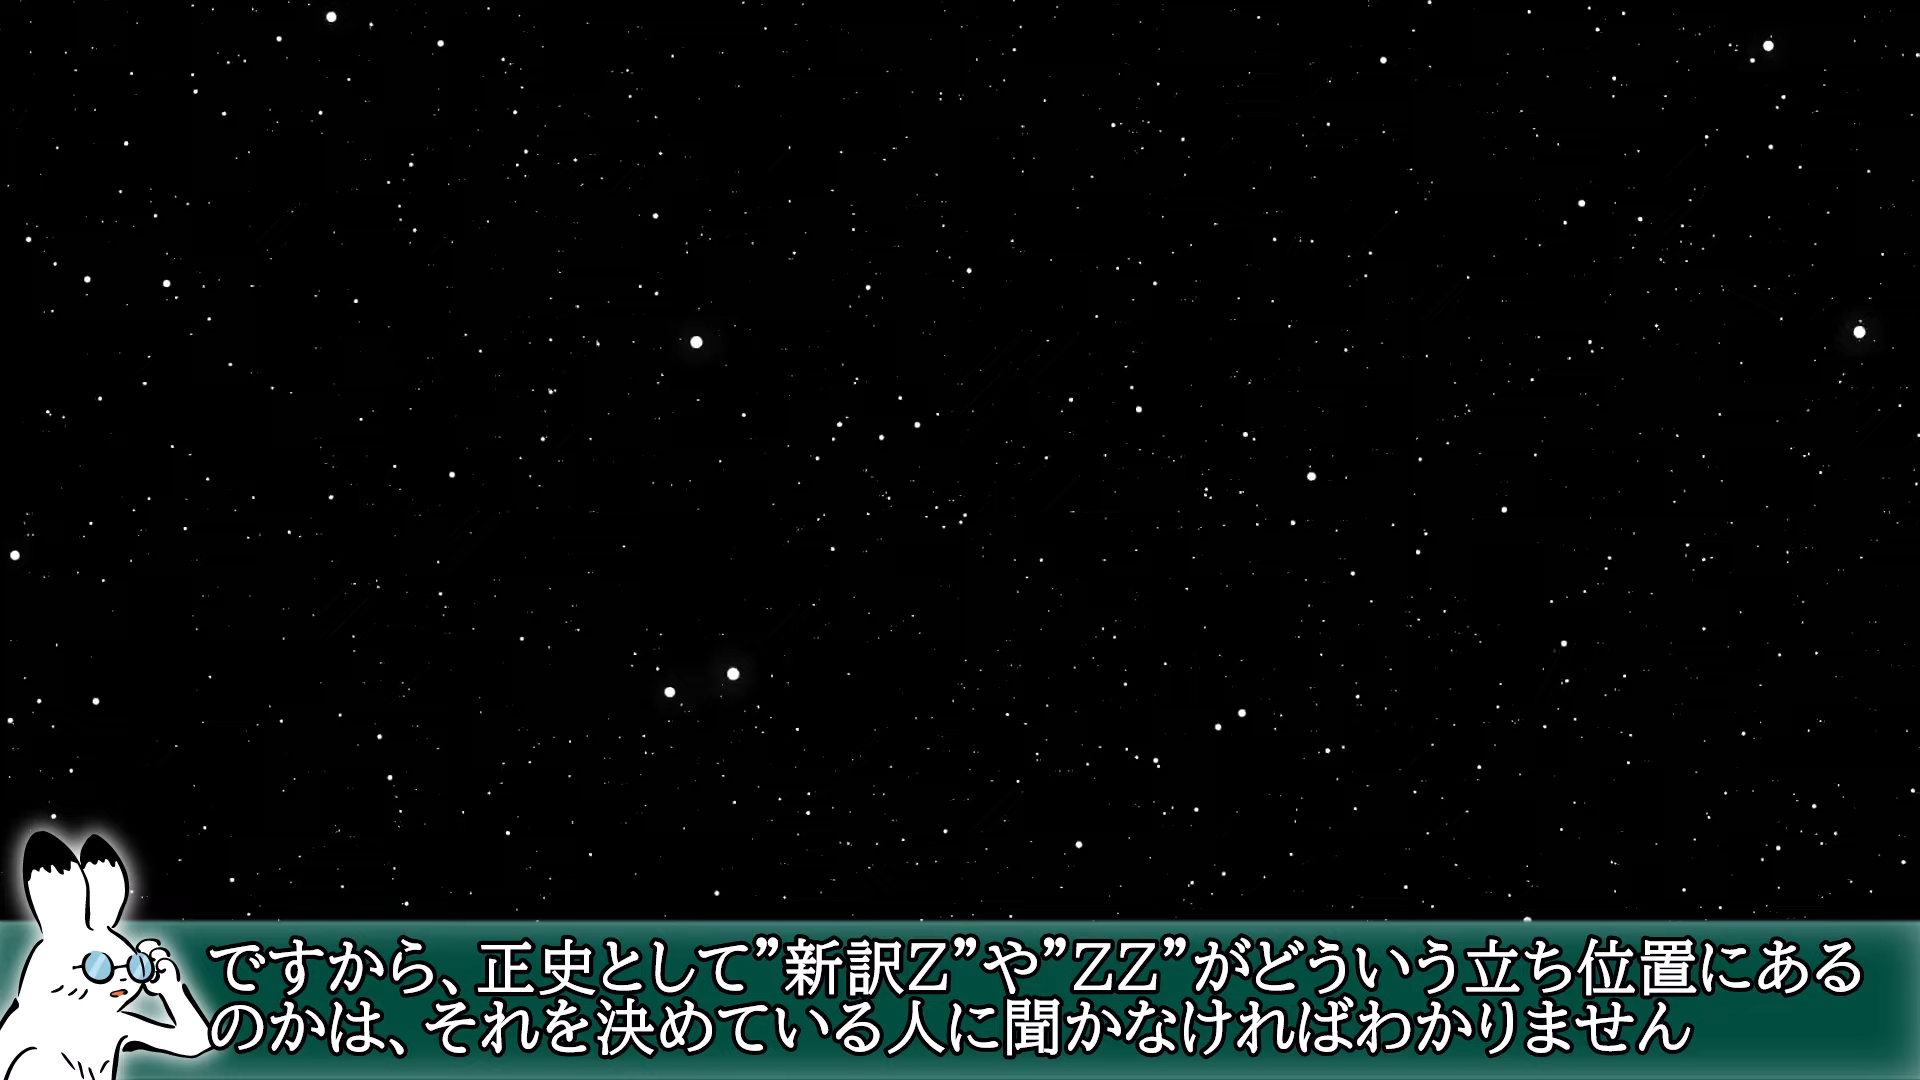 ですから、正史として”新訳Z”や”ZZ”がどういう立ち位置にある
のかは、それを決めている人に聞かなければわかりません